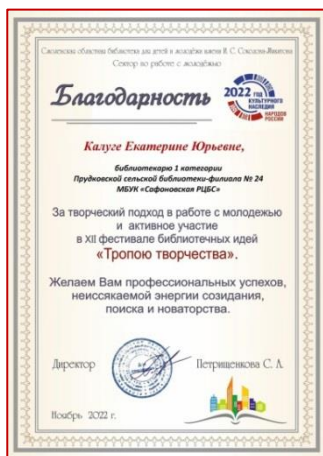 Смоленская областная библиотека для детей и молодёжи имени И. С. Соколова-Микитова
Сектор по работе с молодёжью
Благодарность
2022 ГОД
КУЛЬТУРНОГО
НАСЛЕДИЯ
НАРОДОВ
РОССИИ
Калуге Екатерине Юрьевне,
библиотекарю 1 категории
Прудковской сельской библиотеки-филиала № 24
МБУК «Сафоновская РЦБС»
За творческий подход в работе с молодежью
и активное участие
в XII фестивале библиотечных идей
«Тропою творчества».
Желаем Вам профессиональных успехов,
неиссякаемой энергии созидания,
поиска и новаторства.
Директор
Петрищенкова С. А.
Ноябрь 2022 г.